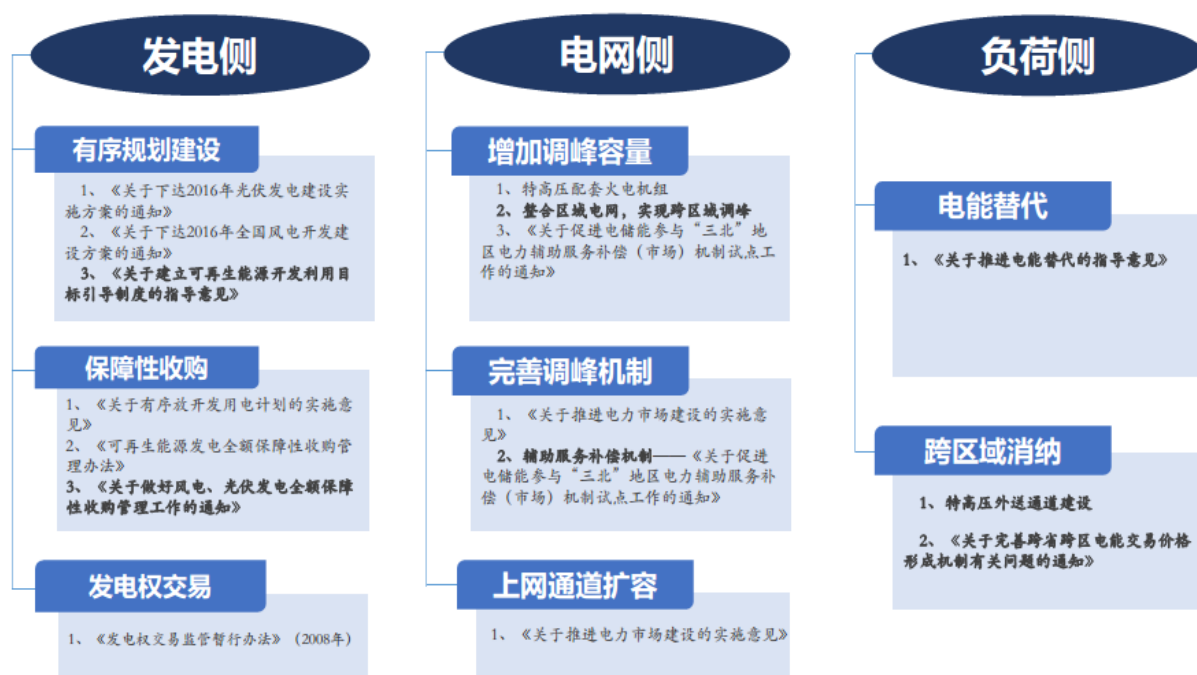 发电侧
有序规划建设
1、《关于下达2016年光伏发电建设实
施方案的通知》
2、《关于下达2016年全国风电开发建
设方案的通知》
3、《关于建立可再生能源开发利用目
标引导制度的指导意见》
保障性收购
1、《关于有序放开发用电计划的实施意
见》
2、《可再生能源发电全额保障性收购管
理办法》
3、《关于做好风电、光伏发电全额保障
性收购管理工作的通知》
发电权交易
1、《发电权交易监管暂行办法》（2008年）
电网侧
增加调峰容量
1、特高压配套火电机组
2、整合区域电网，实现跨区域调峰
3、《关于促进电储能参与“三北”地
区电力辅助服务补偿（市场）机制试点工
作的通知》
完善调峰机制
1、《关于推进电力市场建设的实施意
见》
2、辅助服务补偿机制——《关于促进
电储能参与“三北”地区电力辅助服务补
偿（市场）机制试点工作的通知》
上网通道扩容
1、《关于推进电力市场建设的实施意见》
负荷侧
电能替代
1、《关于推进电能替代的指导意见》
跨区域消纳
1、特高压外送通道建设
2、《关于完善跨省跨区电能交易价格
形成机制有关问题的通知》